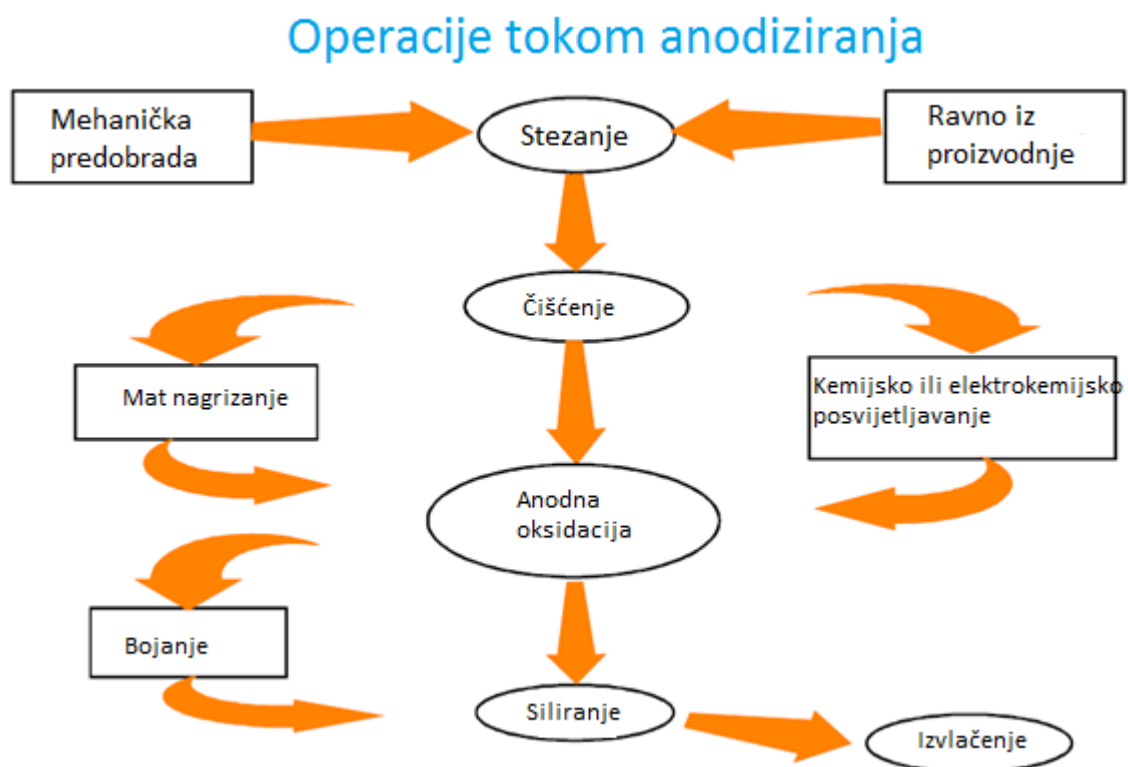 Operacije tokom anodiziranja
Mehanička
predobrada
Stezanje
Ravno iz
proizvodnje
Čišćenje
Mat nagrizanje
Kemijsko ili elektrokemijsko
posvijetljavanje
Anodna
oksidacija
Bojanje
Siliranje
Izvlačenje